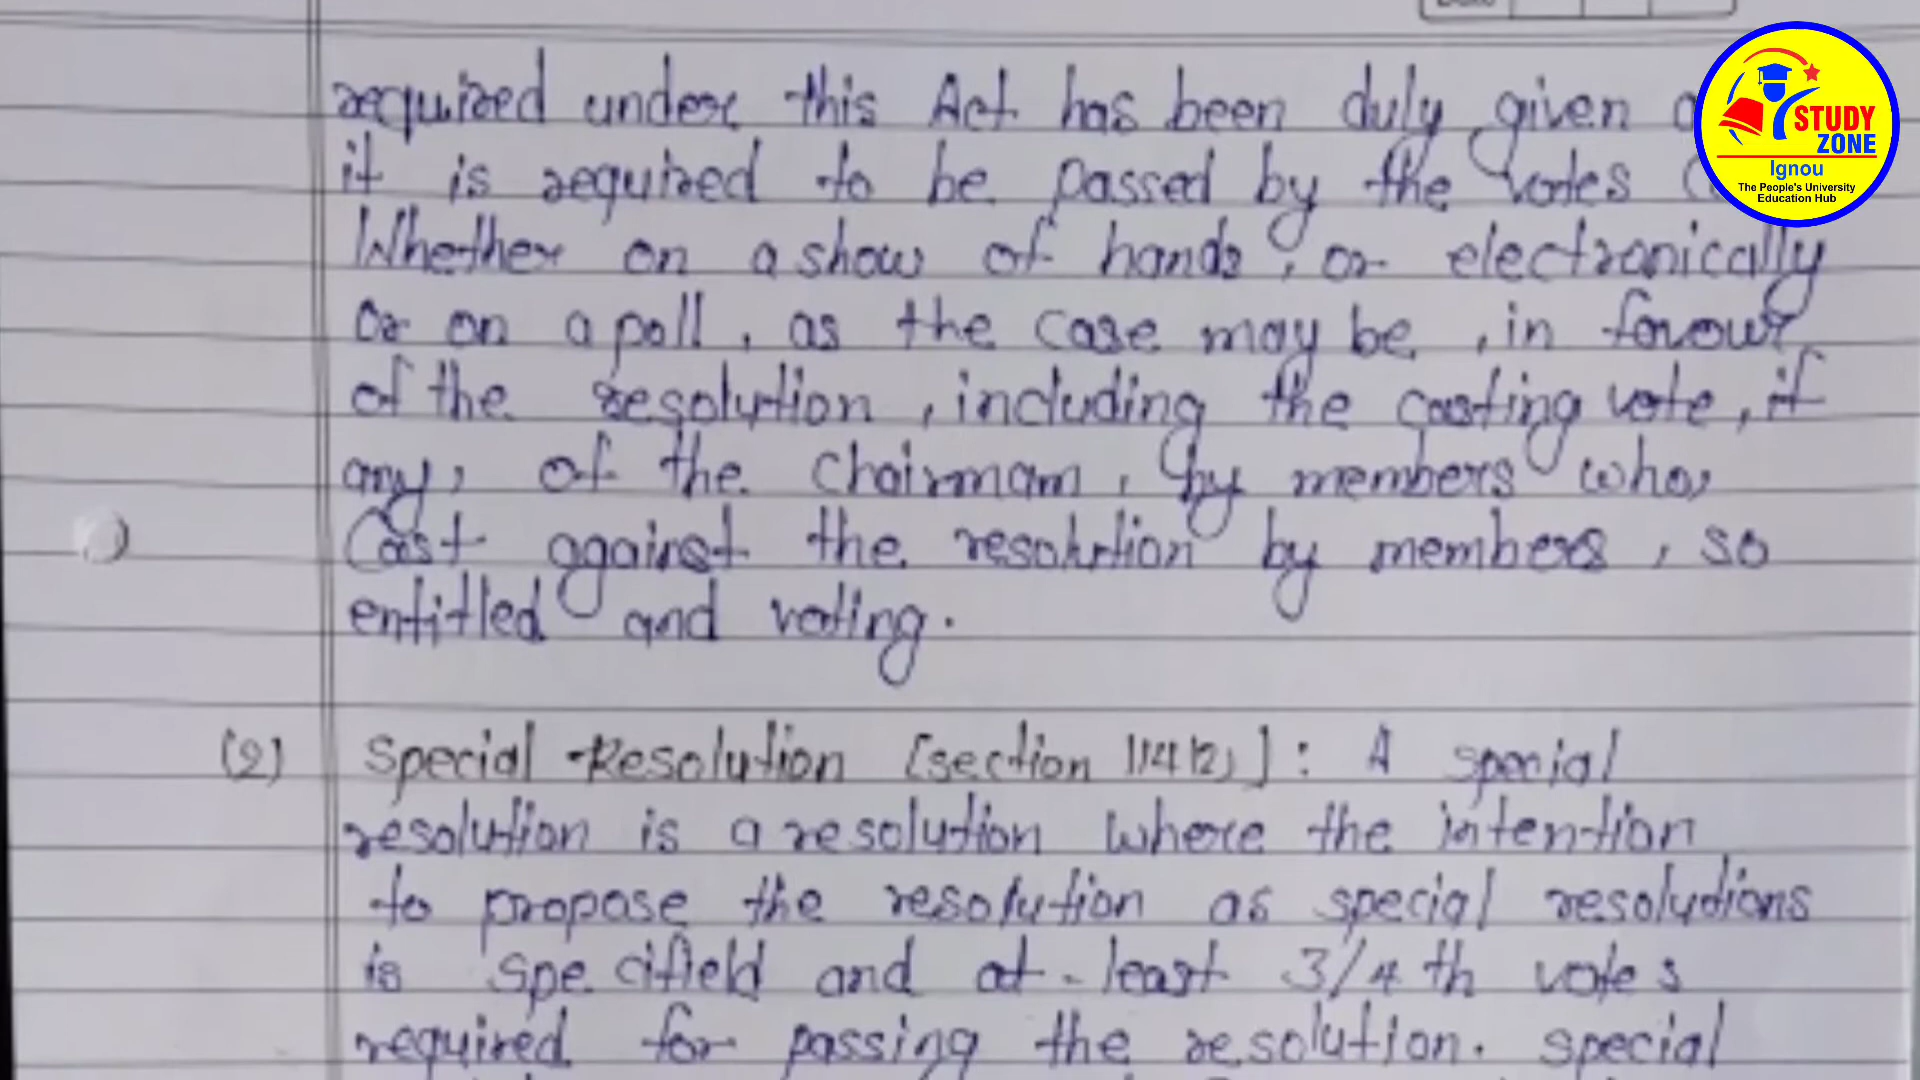 required under this Act has been duly given
it is required to be passed by the votes
Whether on a show of hands, or electronically
Or on a poll, as the case may be, in favour
of the resolution, including the casting vote, if
any, of the Chairmam, by members who,
Cast against the resolution by members, so
entitled and voting.
(2) Special Resolution [section 114(2)]: A special
resolution is a resolution where the intention
to propose the resolution as special resolutions
is specifield and at-least 3/4 th votes
required for passing the resolution. special
STUDY
ZONE
Ignou
The People's University
Education Hub